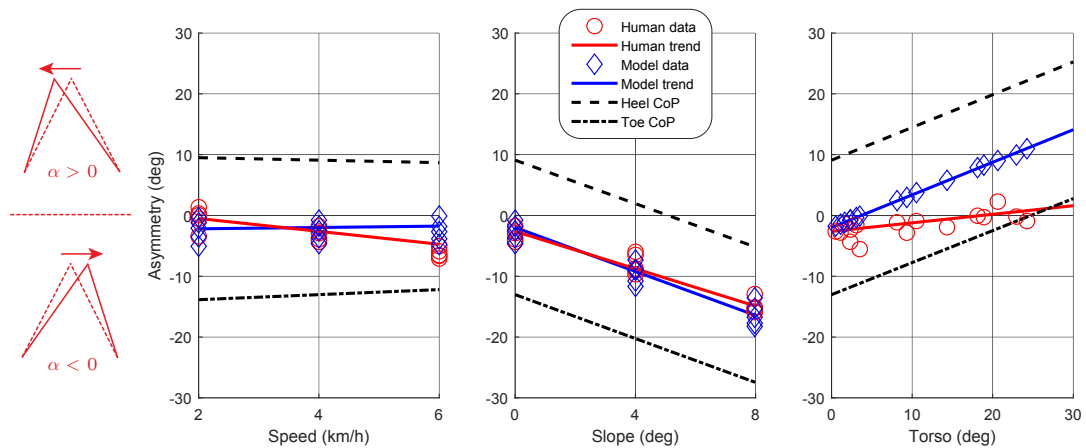 α > 0
α < 0
Asymmetry (deg)
30
20
10
0
-10
-20
-30
2
4
6
Speed (km/h)
30
20
10
0
-10
-20
-30
0
4
8
Slope (deg)
Human data
Human trend
Model data
Model trend
Heel CoP
Toe CoP
30
20
10
0
-10
-20
-30
0
10
20
30
Torso (deg)